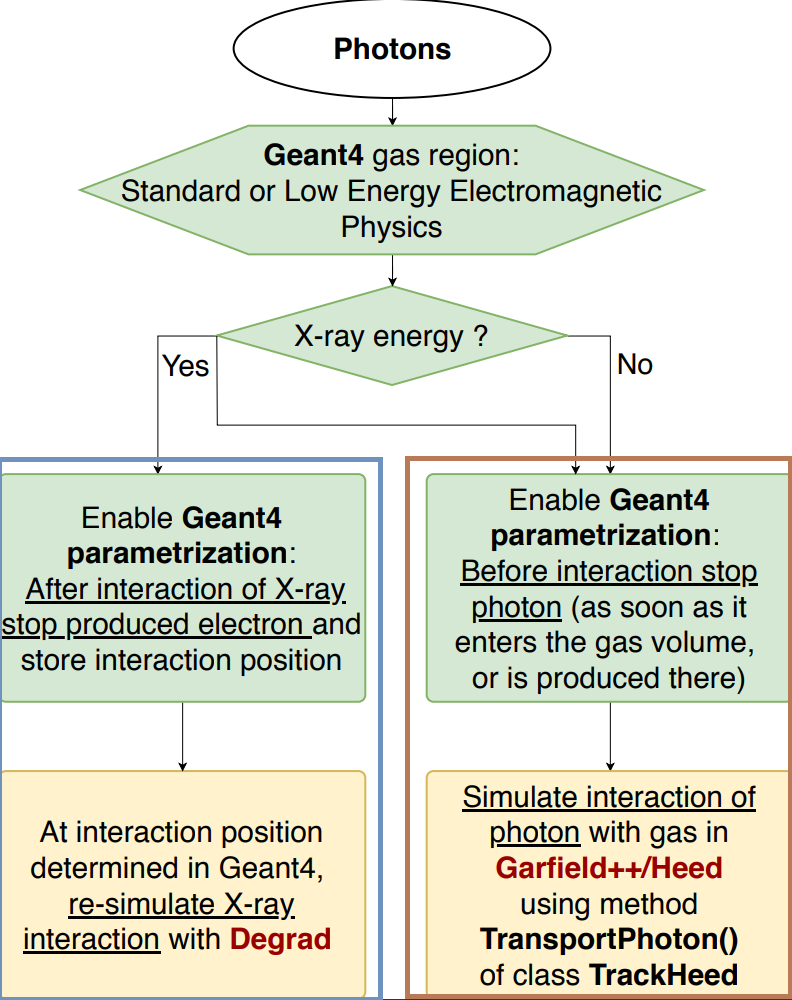 Photons
Geant4 gas region:
Standard or Low Energy Electromagnetic
Physics
X-ray energy ?
Yes
No
Enable Geant4
parametrization:
After interaction of X-ray
stop produced electron and
store interaction position
Enable Geant4
parametrization:
Before interaction stop
photon (as soon as it
enters the gas volume,
or is produced there)
At interaction position
determined in Geant4,
re-simulate X-ray
interaction with Degrad
Simulate interaction of
photon with gas in
Garfield++/Heed
using method
TransportPhoton()
of class TrackHeed